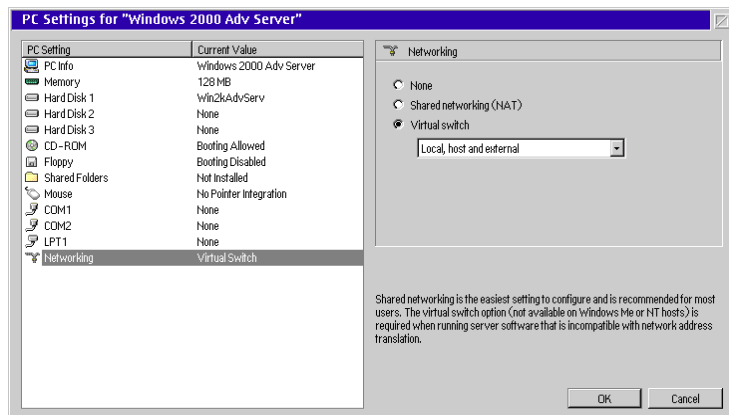 PC Settings for "Windows 2000 Adv Server"
PC Setting Current Value
PC Info Windows 2000 Adv Server
Memory 128 MB
Hard Disk 1 Win2kAdvServ
Hard Disk 2 None
Hard Disk 3 None
CD-ROM Booting Allowed
Floppy Booting Disabled
Shared Folders Not Installed
Mouse No Pointer Integration
COM1 None
COM2 None
LPT1 None
Networking Virtual Switch
Networking
None
Shared networking (NAT)
Virtual switch
Local, host and external
Shared networking is the easiest setting to configure and is recommended for most
users. The virtual switch option (not available on Windows Me or NT hosts) is
required when running server software that is incompatible with network address
translation.
OK Cancel